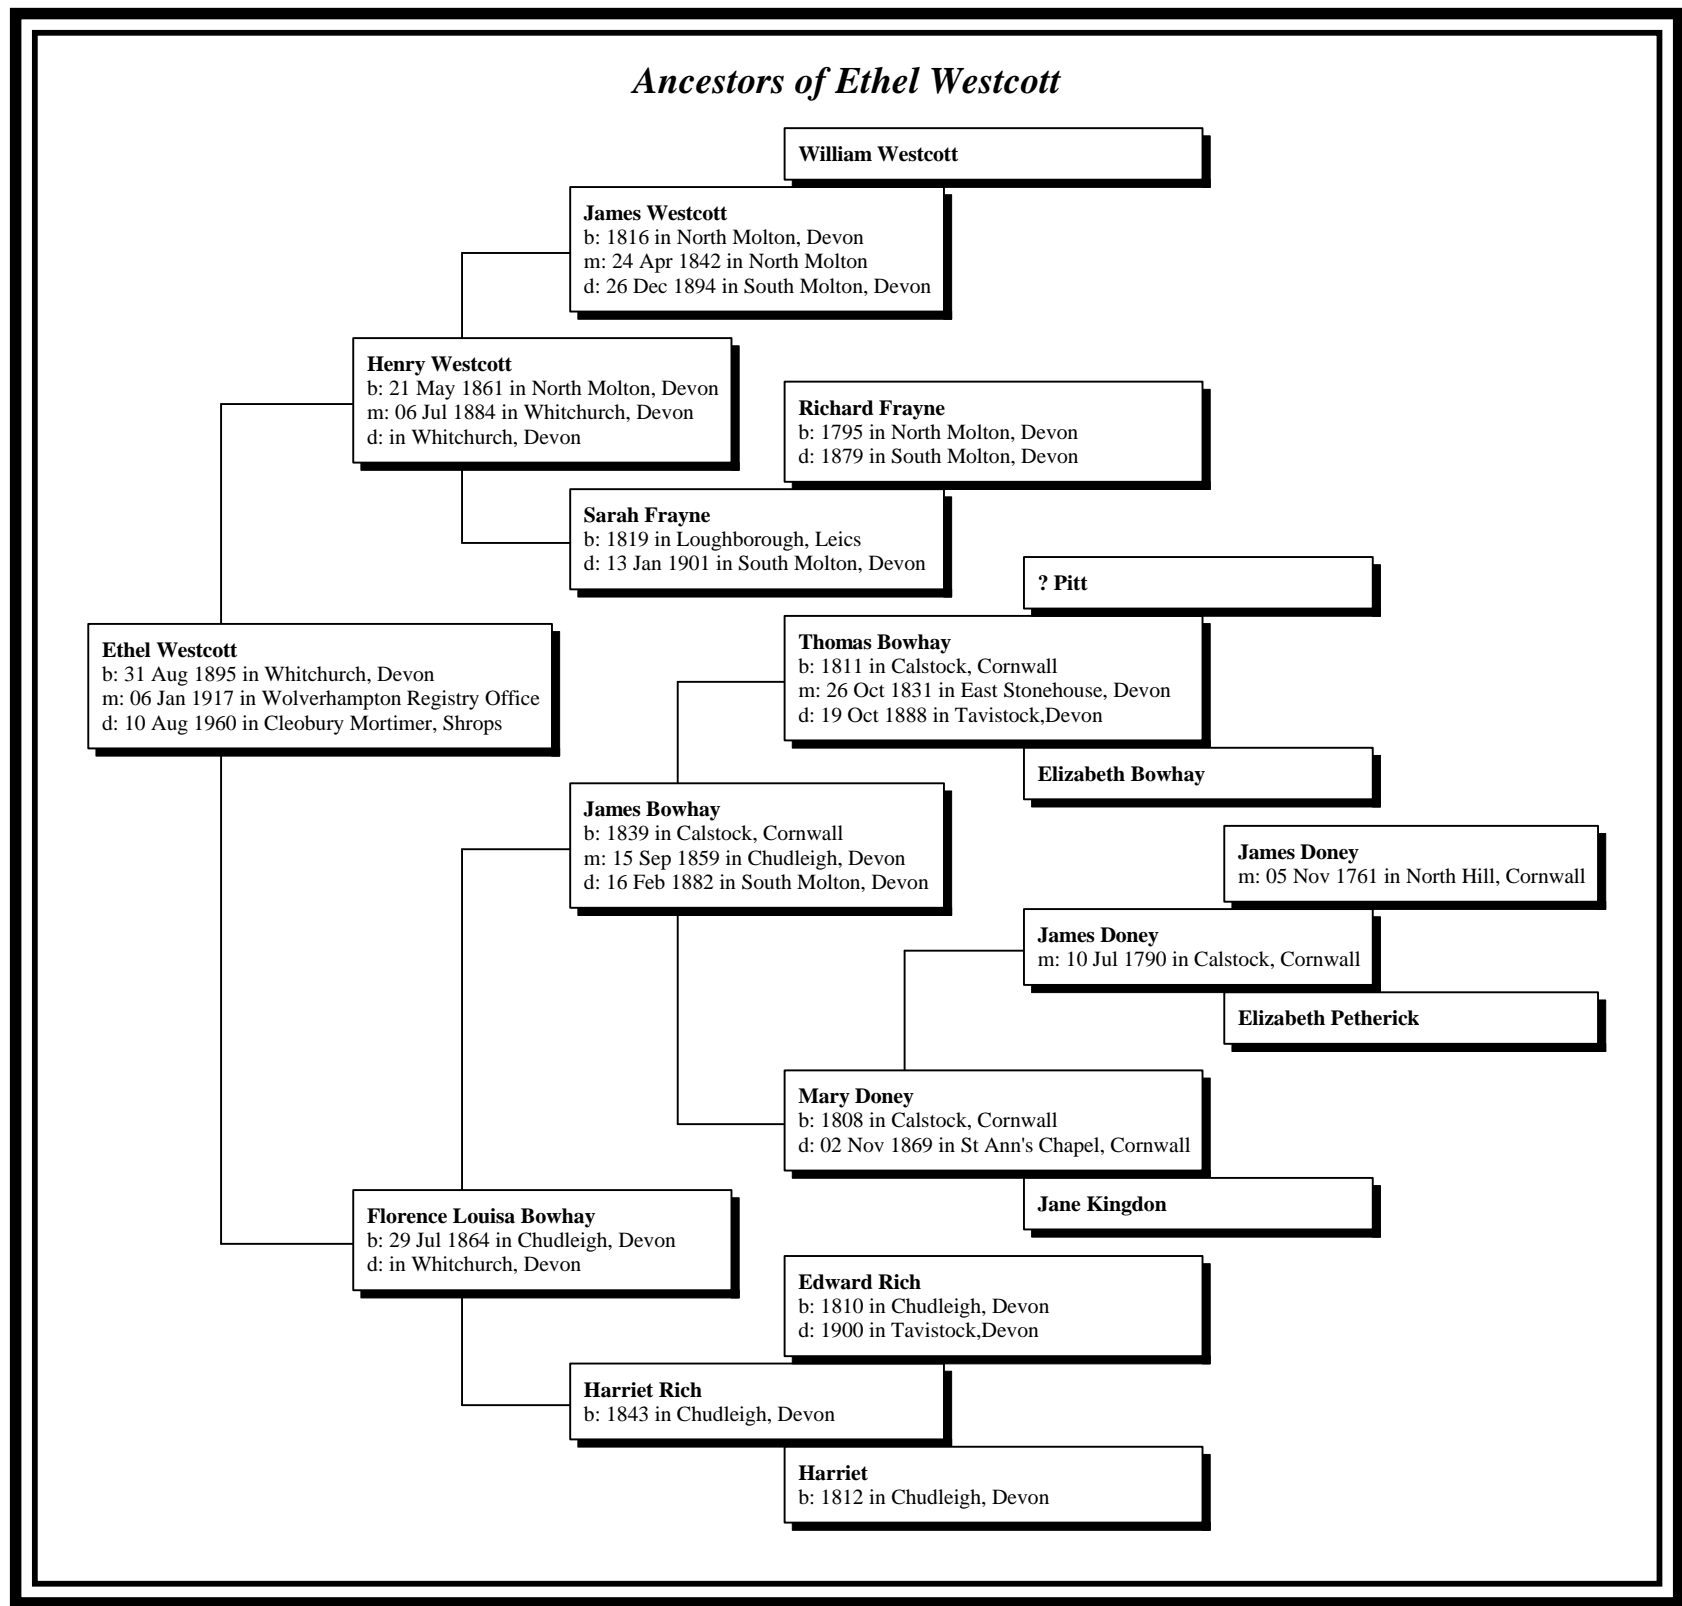 Ancestors of Ethel Westcott
William Westcott
James Westcott
b: 1816 in North Molton, Devon
m: 24 Apr 1842 in North Molton
d: 26 Dec 1894 in South Molton, Devon
Henry Westcott
b: 21 May 1861 in North Molton, Devon
m: 06 Jul 1884 in Whitchurch, Devon
d: in Whitchurch, Devon
Richard Frayne
b: 1795 in North Molton, Devon
d: 1879 in South Molton, Devon
Sarah Frayne
b: 1819 in Loughborough, Leics
d: 13 Jan 1901 in South Molton, Devon
? Pitt
Thomas Bowhay
b: 1811 in Calstock, Cornwall
m: 26 Oct 1831 in East Stonehouse, Devon
d: 19 Oct 1888 in Tavistock,Devon
Ethel Westcott
b: 31 Aug 1895 in Whitchurch, Devon
m: 06 Jan 1917 in Wolverhampton Registry Office
d: 10 Aug 1960 in Cleobury Mortimer, Shrops
Elizabeth Bowhay
James Bowhay
b: 1839 in Calstock, Cornwall
m: 15 Sep 1859 in Chudleigh, Devon
d: 16 Feb 1882 in South Molton, Devon
James Doney
m: 05 Nov 1761 in North Hill, Cornwall
James Doney
m: 10 Jul 1790 in Calstock, Cornwall
Elizabeth Petherick
Mary Doney
b: 1808 in Calstock, Cornwall
d: 02 Nov 1869 in St Ann's Chapel, Cornwall
Jane Kingdon
Florence Louisa Bowhay
b: 29 Jul 1864 in Chudleigh, Devon
d: in Whitchurch, Devon
Edward Rich
b: 1810 in Chudleigh, Devon
d: 1900 in Tavistock,Devon
Harriet Rich
b: 1843 in Chudleigh, Devon
Harriet
b: 1812 in Chudleigh, Devon